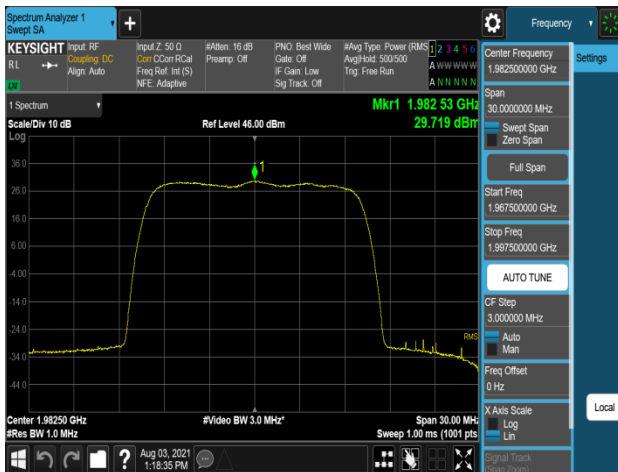 Spectrum Analyzer 1
Swept SA
Frequency
KEYSIGHT
RL
Input: RF
Coupling: DC
Align: Auto
Input Z: 50 Ω
Corr CCorr RCal
Freq Ref: Int (S)
NFE: Adaptive
#Atten: 16 dB
Preamp: Off
PNO: Best Wide
Gate: Off
IF Gain: Low
Sig Track: Off
#Avg Type: Power (RMS
Avg|Hold: 500/500
Trig: Free Run
1 2 3 4 5 6
A W W W W W
A N N N N N
1 Spectrum
Scale/Div 10 dB
Ref Level 46.00 dBm
Mkr1 1.982 53 GHz
29.719 dBm
Log
1
36.0
26.0
16.0
6.00
-4.00
-14.0
-24.0
-34.0
-44.0
RMS
Center 1.98250 GHz
#Res BW 1.0 MHz
#Video BW 3.0 MHz*
Span 30.00 MHz
Sweep 1.00 ms (1001 pts
Aug 03, 2021
1:18:35 PM
Center Frequency
1.982500000 GHz
Settings
Span
30.0000000 MHz
Swept Span
Zero Span
Full Span
Start Freq
1.967500000 GHz
Stop Freq
1.997500000 GHz
AUTO TUNE
CF Step
3.000000 MHz
Auto
Man
Freq Offset
0 Hz
X Axis Scale
Log
Lin
Local
Signal Track
(Span Zoom)